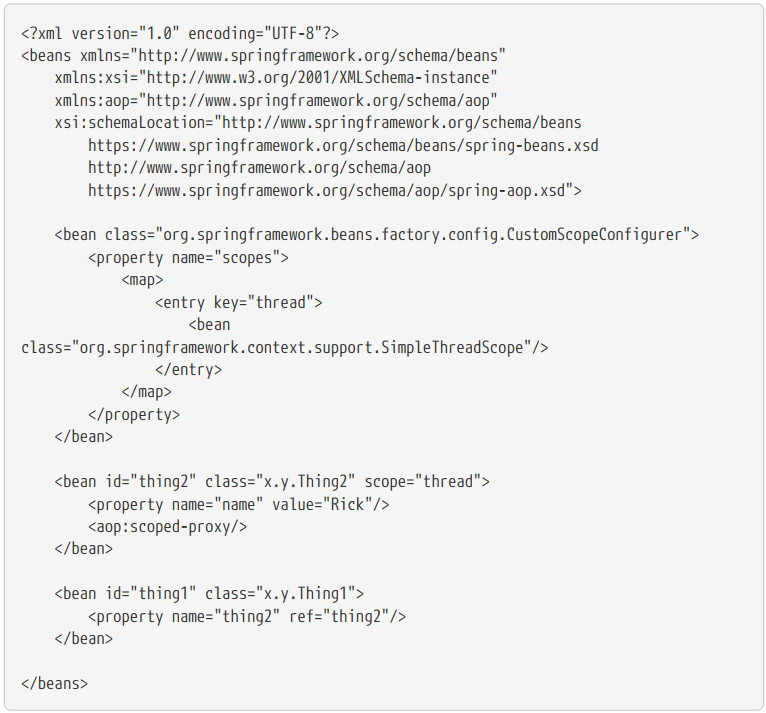 <?xml version="1.0" encoding="UTF-8"?>
<beans xmlns="http://www.springframework.org/schema/beans"
    xmlns:xsi="http://www.w3.org/2001/XMLSchema-instance"
    xmlns:aop="http://www.springframework.org/schema/aop"
    xsi:schemaLocation="http://www.springframework.org/schema/beans
        https://www.springframework.org/schema/beans/spring-beans.xsd
        http://www.springframework.org/schema/aop
        https://www.springframework.org/schema/aop/spring-aop.xsd">

    <bean class="org.springframework.beans.factory.config.CustomScopeConfigurer">
        <property name="scopes">
            <map>
                <entry key="thread">
                    <bean
class="org.springframework.context.support.SimpleThreadScope"/>
                </entry>
            </map>
        </property>
    </bean>

    <bean id="thing2" class="x.y.Thing2" scope="thread">
        <property name="name" value="Rick"/>
        <aop:scoped-proxy/>
    </bean>

    <bean id="thing1" class="x.y.Thing1">
        <property name="thing2" ref="thing2"/>
    </bean>

</beans>